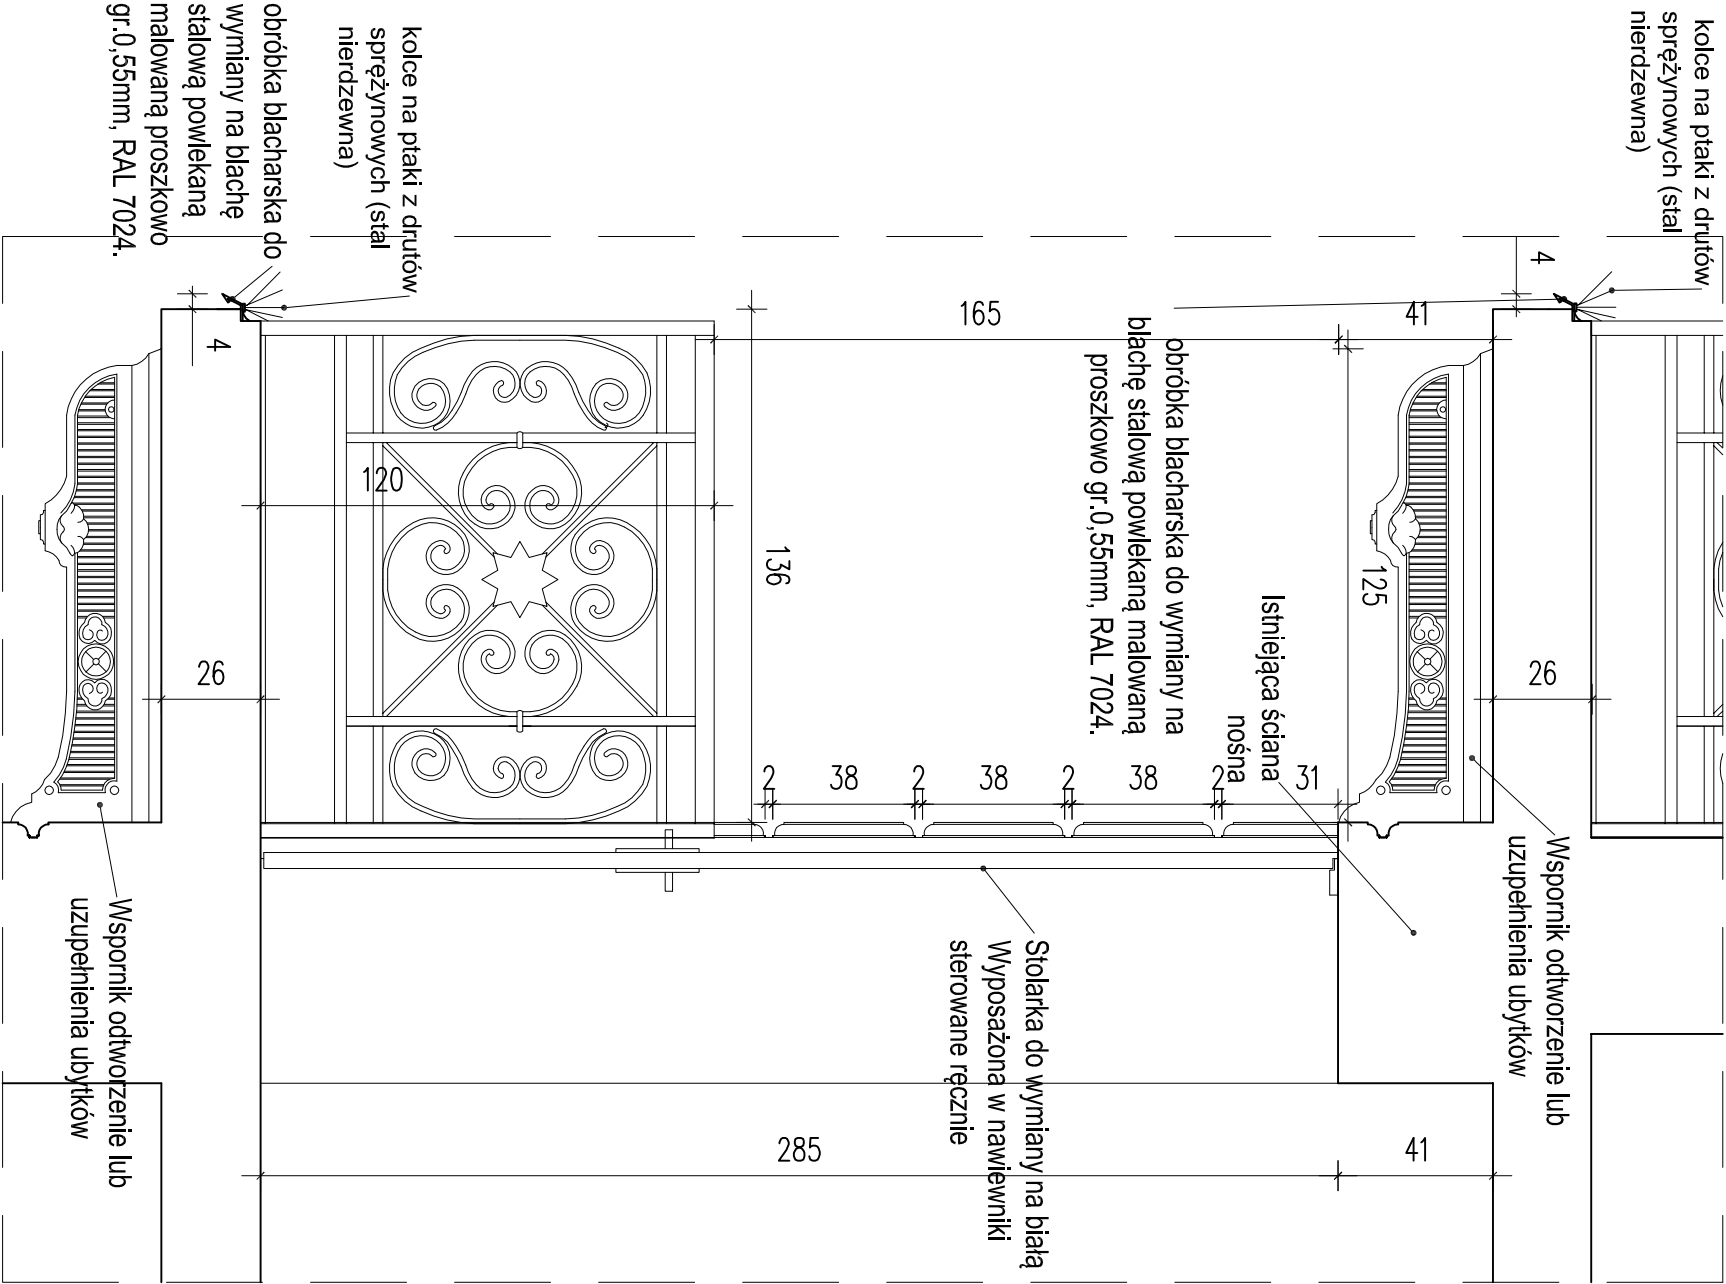 kolce na ptaki z drutów
sprężynowych (stal
nierdzewna)
4
41
165
obróbka blacharska do wymiany na
blachę stalową powlekaną malowaną
proszkowo gr.0,55mm, RAL 7024.
Istniejąca ściana
nośna
125
26
Wspornik odtworzenie lub
uzupełnienia ubytków
31
2
38
2
38
2
38
2
136
120
kolce na ptaki z drutów
sprężynowych (stal
nierdzewna)
obróbka blacharska do
wymiany na blachę
stalową powlekaną
malowaną proszkowo
gr.0,55mm, RAL 7024.
4
26
Stolarka do wymiany na białą
Wyposażona w nawiewniki
sterowane ręcznie
Wspornik odtworzenie lub
uzupełnienia ubytków
285
41